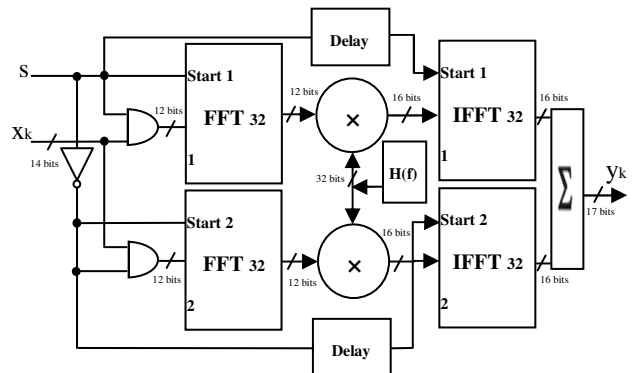 Delay
S
Start 1
12 bits
12 bits
FFT 32
1
×
16 bits
Start 1
IFFT 32
1
16 bits
Xk
14 bits
32 bits
H(f)
Σ
yk
17 bits
Start 2
FFT 32
2
12 bits
12 bits
×
16 bits
Start 2
IFFT 32
2
16 bits
Delay